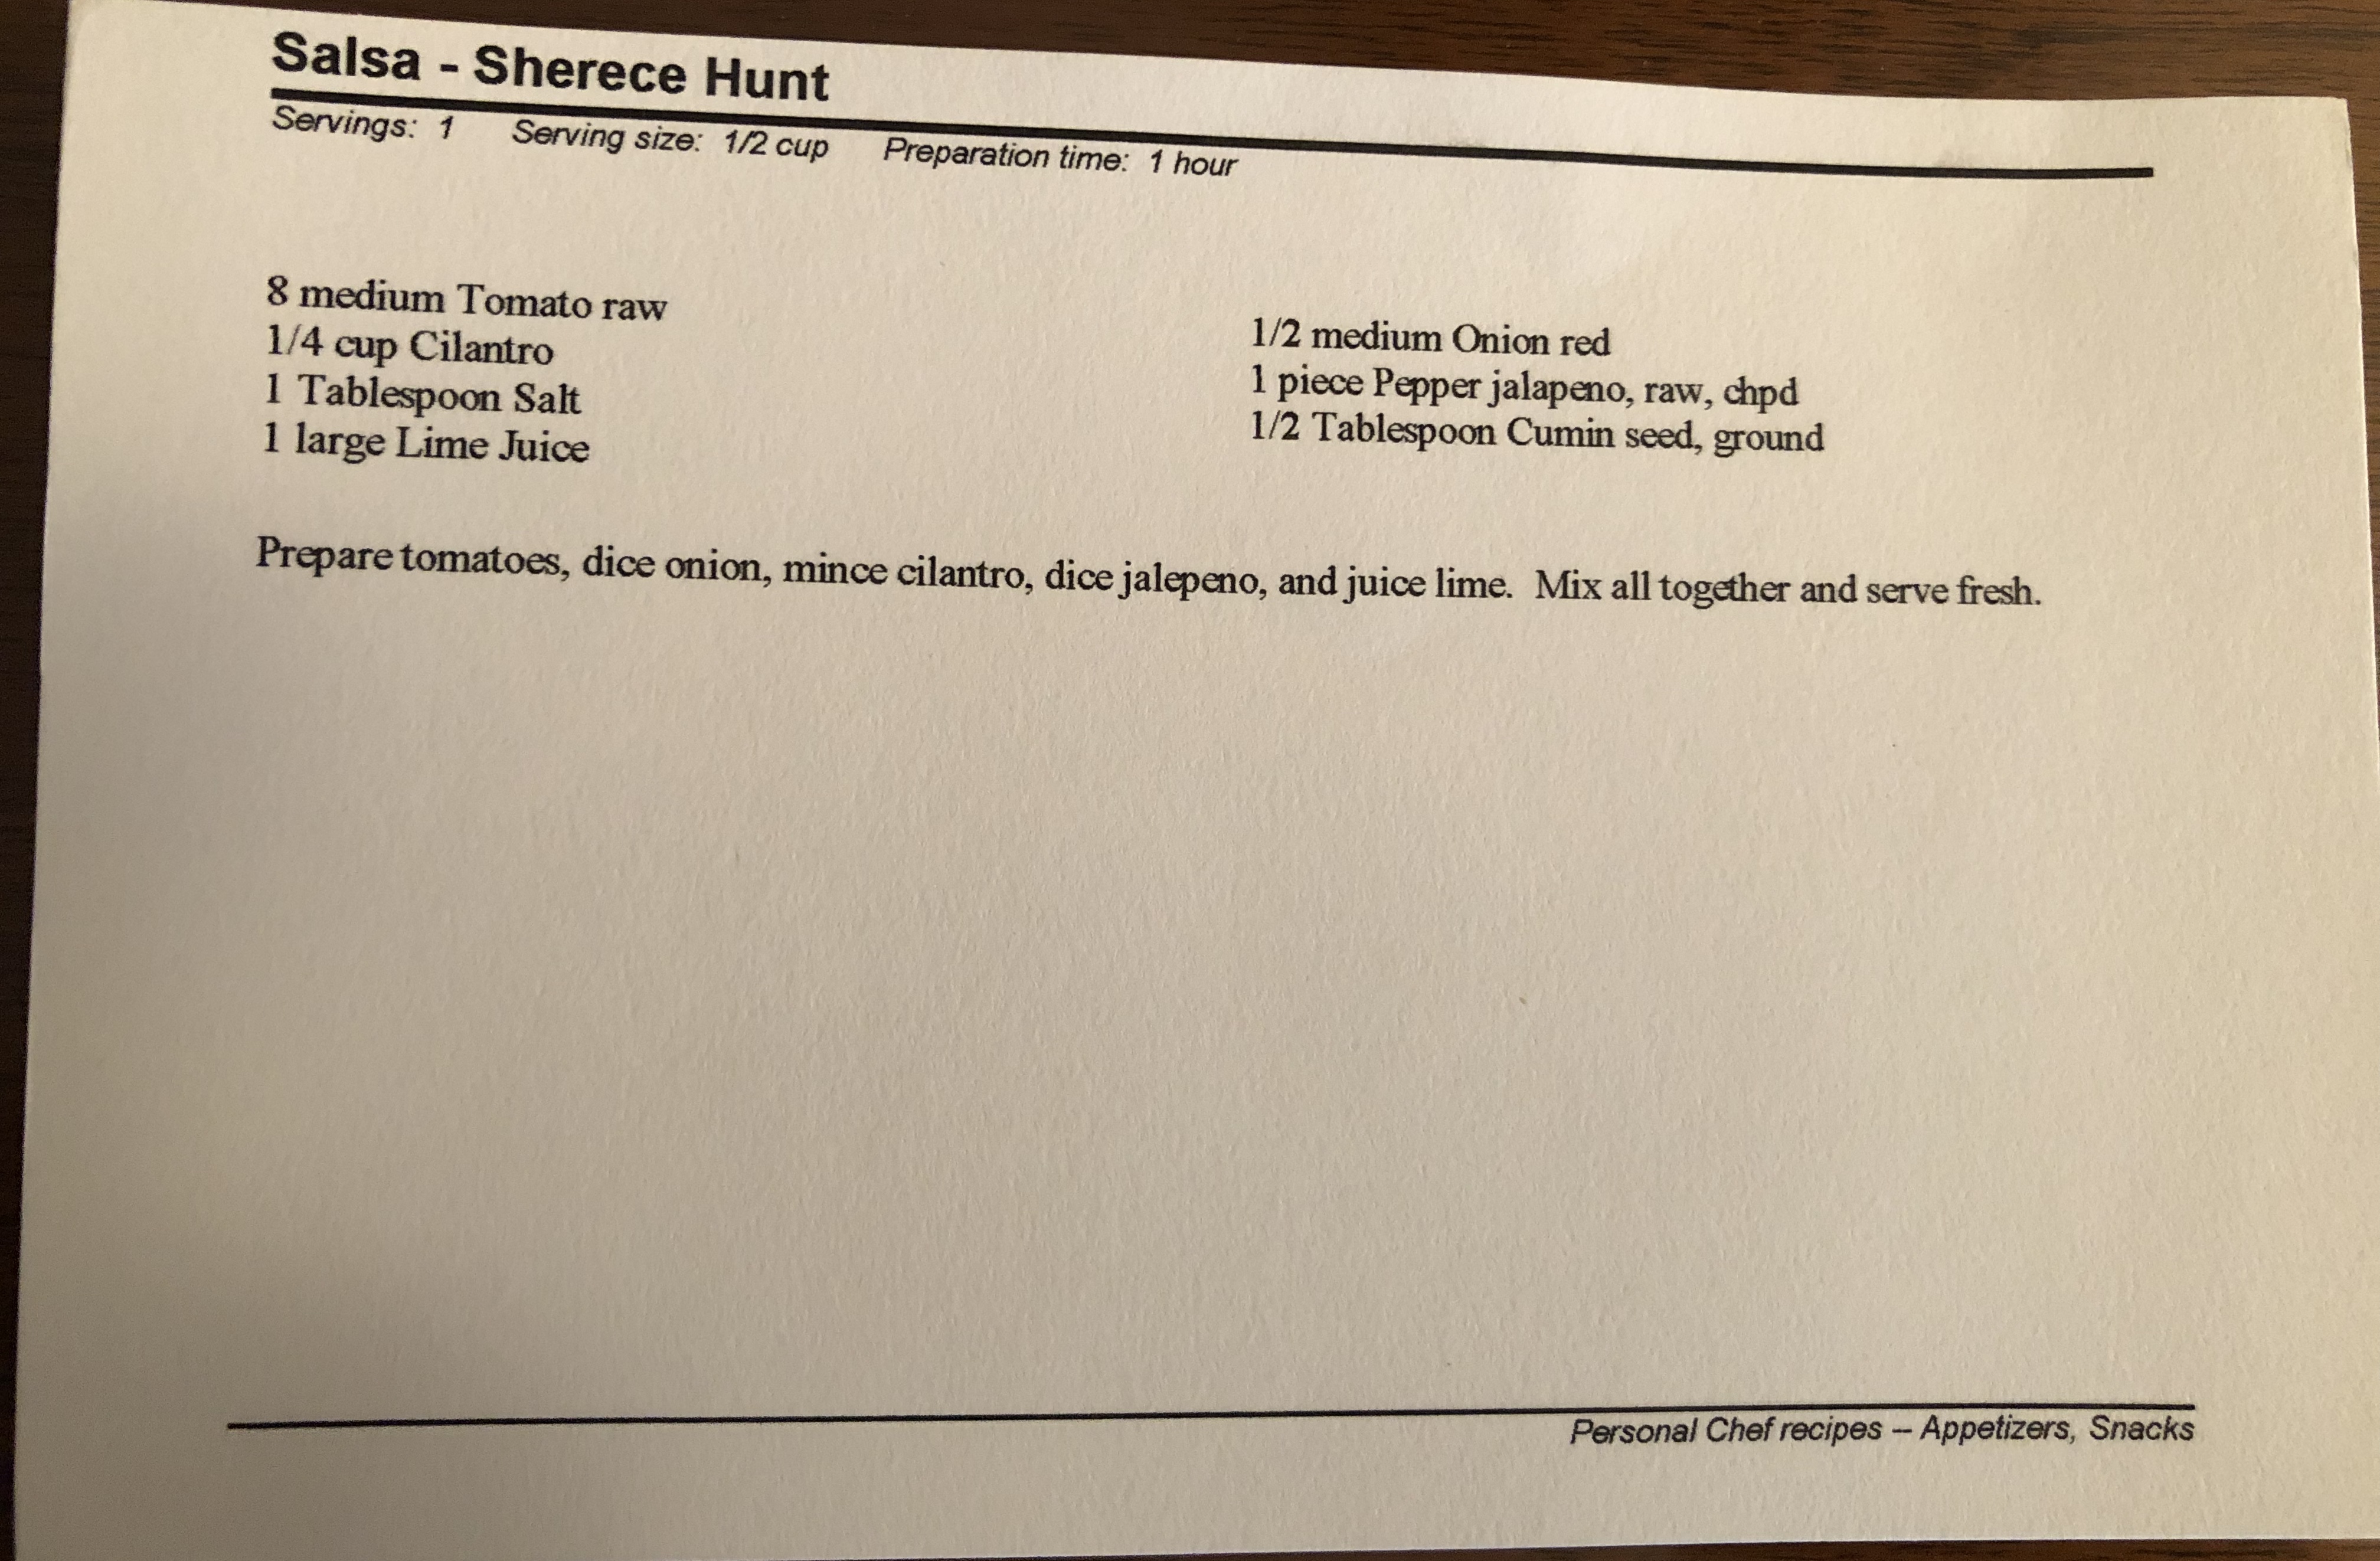 Salsa - Sherece Hunt
Servings: 1 Serving size: 1/2 cup Preparation time: 1 hour
8 medium Tomato raw
1/4 cup Cilantro
1 Tablespoon Salt
1 large Lime Juice
1/2 medium Onion red
1 piece Pepper jalapeno, raw, chpd
1/2 Tablespoon Cumin seed, ground
Prepare tomatoes, dice onion, mince cilantro, dice jalepeno, and juice lime. Mix all together and serve fresh.
Personal Chef recipes – Appetizers, Snacks